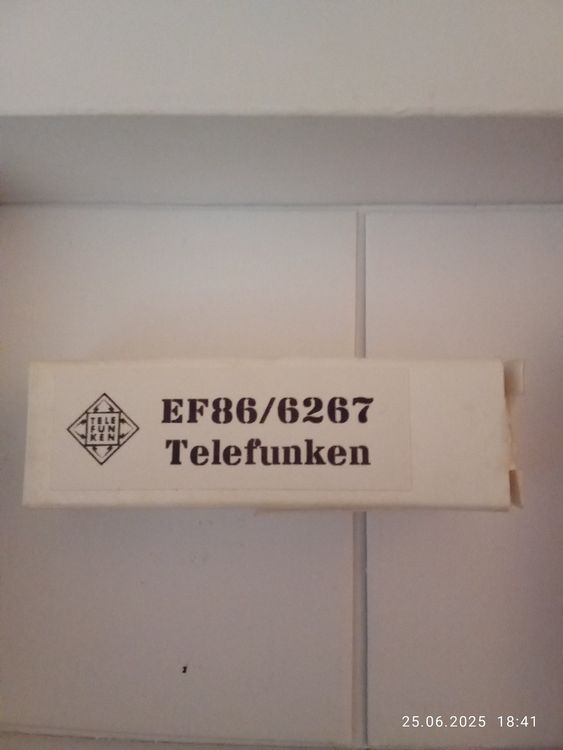 TELE
FUN
KEN
EF86/6267
Telefunken
25.06.2025 18:41